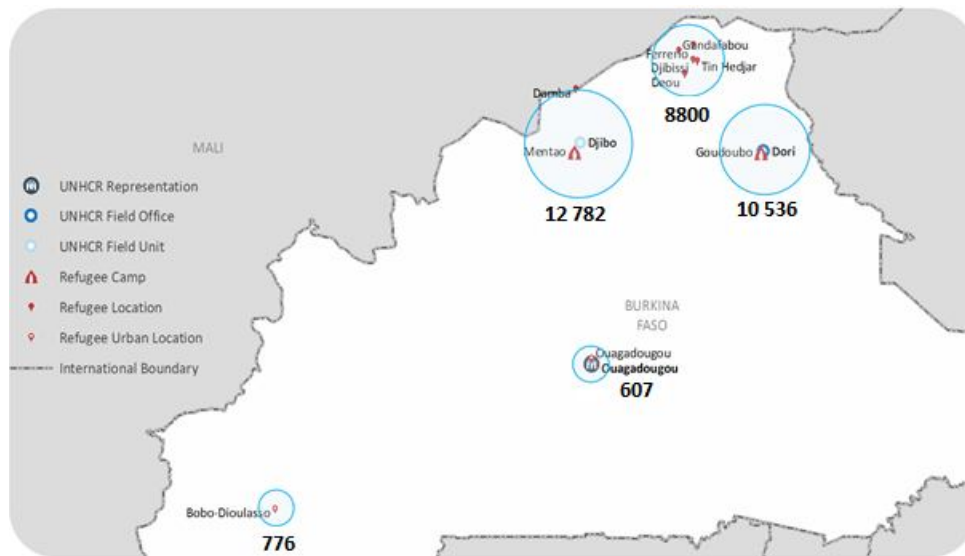 Gandafabou
Ferrerio
Djibissi
Tin Hedjar
Deou
Damba
8800
MALI
Mentao
Djibo
Goudoubo
Dori
UNHCR Representation
12 782
10 536
UNHCR Field Office
UNHCR Field Unit
Refugee Camp
Refugee Location
BURKINA
FASO
Refugee Urban Location
Ouagadougou
International Boundary
Ouagadougou
607
Bobo-Dioulasso
776